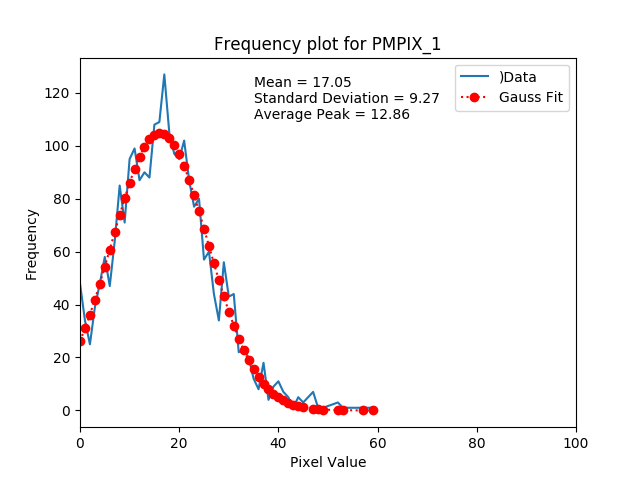 Frequency plot for PMPIX_1
Mean = 17.05
Standard Deviation = 9.27
Average Peak = 12.86
)Data
Gauss Fit
Frequency
120
100
80
60
40
20
0
0 20 40 60 80 100
Pixel Value